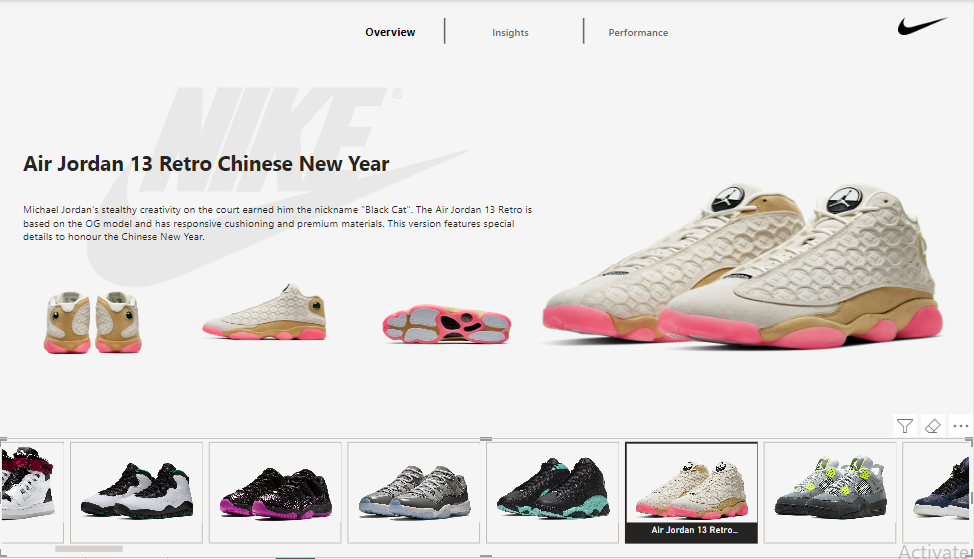 Overview
Insights
Performance
NIKE ®
Air Jordan 13 Retro Chinese New Year
Michael Jordan's stealthy creativity on the court earned him the nickname "Black Cat". The Air Jordan 13 Retro is
based on the OG model and has responsive cushioning and premium materials. This version features special
details to honour the Chinese New Year.
Air Jordan 13 Retro...
Activate